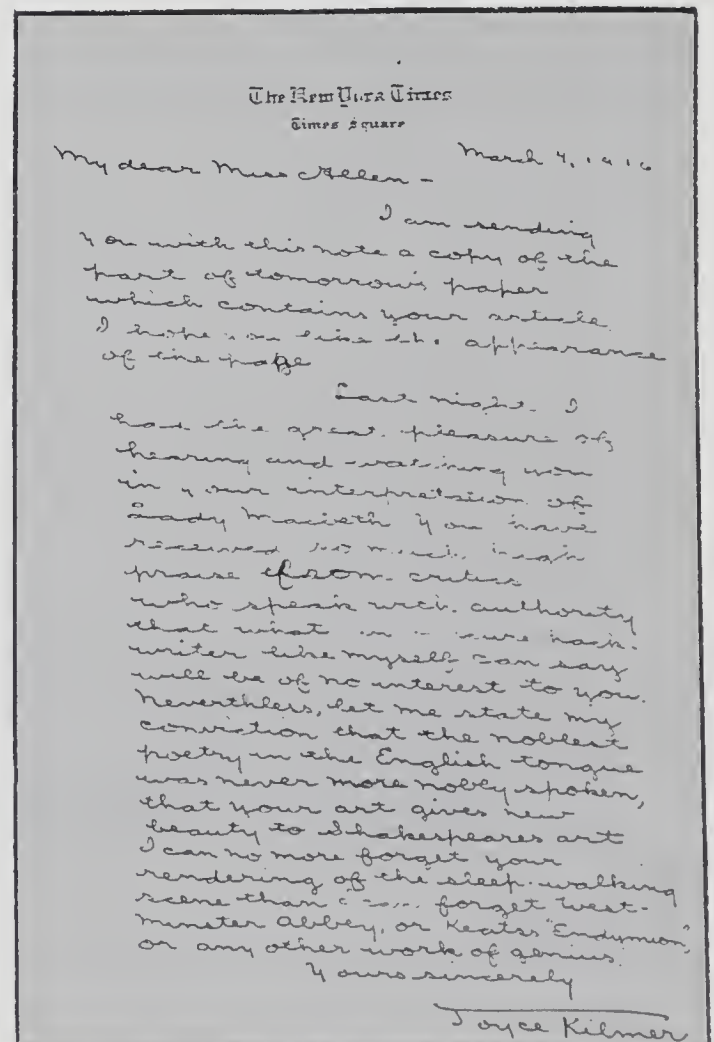 The New York Times
Times Square
March 4, 1916
My dear Miss Allen -
I am sending
you with this note a copy of the
part of tomorrow's paper
which contains your article.
I hope you like the appearance
of the page
Last night I
had the great pleasure of
hearing and watching you
in your interpretation of
Lady Macbeth You have
received so much high
praise from critics
who speak with authority
that what an hack-
writer like myself can say
will be of no interest to you.
Neverthless, let me state my
conviction that the noblest
poetry in the English tongue
was never more nobly spoken,
that your art gives new
beauty to Shakespeares art
I can no more forget your
rendering of the sleep-walking
scene than I can forget West-
minster Abbey, or Keats's "Endymion",
or any other work of genius.
Yours sincerely
Joyce Kilmer